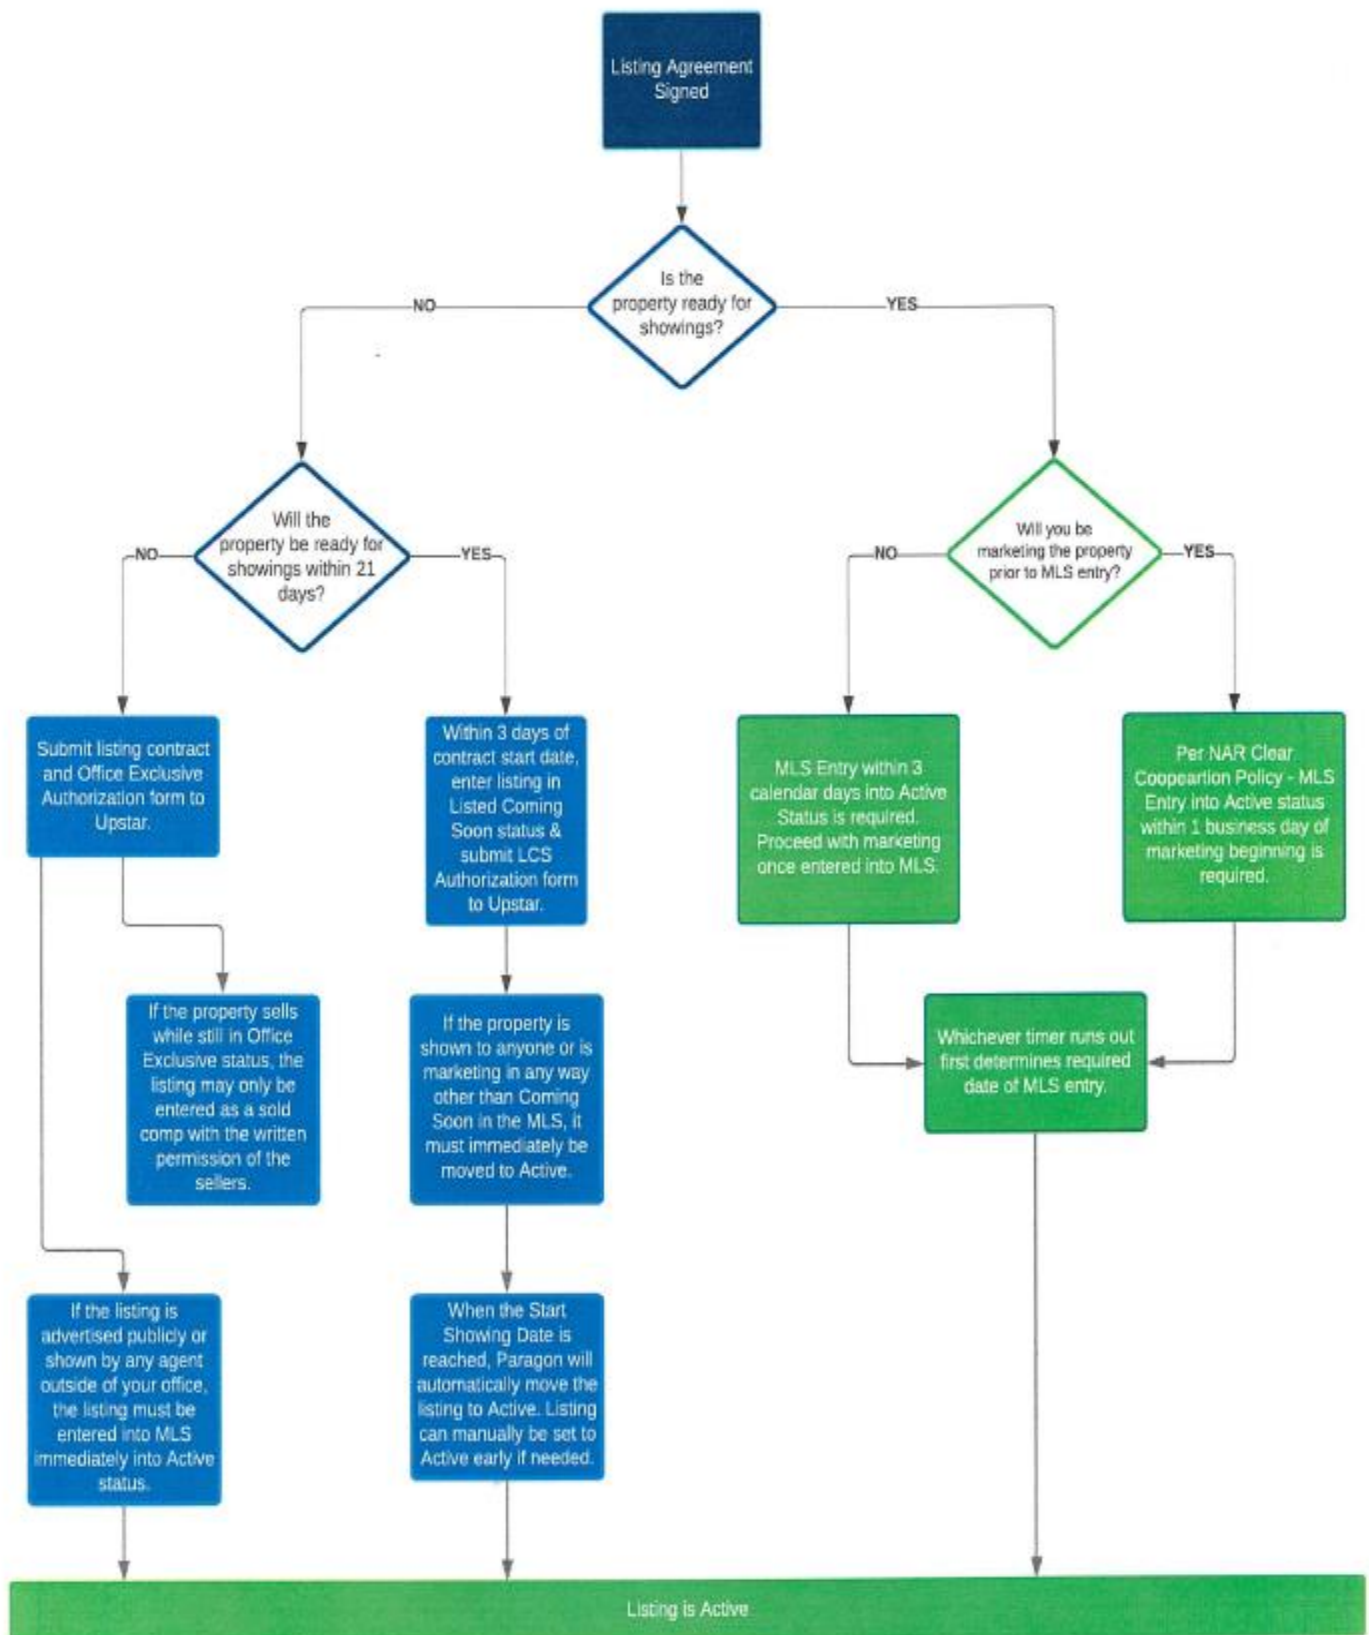 Listing Agreement
Signed
Is the
property ready for
showings?
NO
YES
Will the
property be ready for
showings within 21
days?
NO
YES
Will you be
marketing the property
prior to MLS entry?
NO
YES
Submit listing contract
and Office Exclusive
Authorization form to
Upstar.
Within 3 days of
contract start date,
enter listing in
Listed Coming
Soon status &
submit LCS
Authorization form
to Upstar.
MLS Entry within 3
calendar days into Active
Status is required.
Proceed with marketing
once entered into MLS.
Per NAR Clear
Coopeartion Policy - MLS
Entry into Active status
within 1 business day of
marketing beginning is
required.
If the property sells
while still in Office
Exclusive status, the
listing may only be
entered as a sold
comp with the written
permission of the
sellers.
If the property is
shown to anyone or is
marketing in any way
other than Coming
Soon in the MLS, it
must immediately be
moved to Active.
Whichever timer runs out
first determines required
date of MLS entry.
If the listing is
advertised publicly or
shown by any agent
outside of your office,
the listing must be
entered into MLS
immediately into Active
status.
When the Start
Showing Date is
reached, Paragon will
automatically move the
listing to Active. Listing
can manually be set to
Active early if needed.
Listing is Active